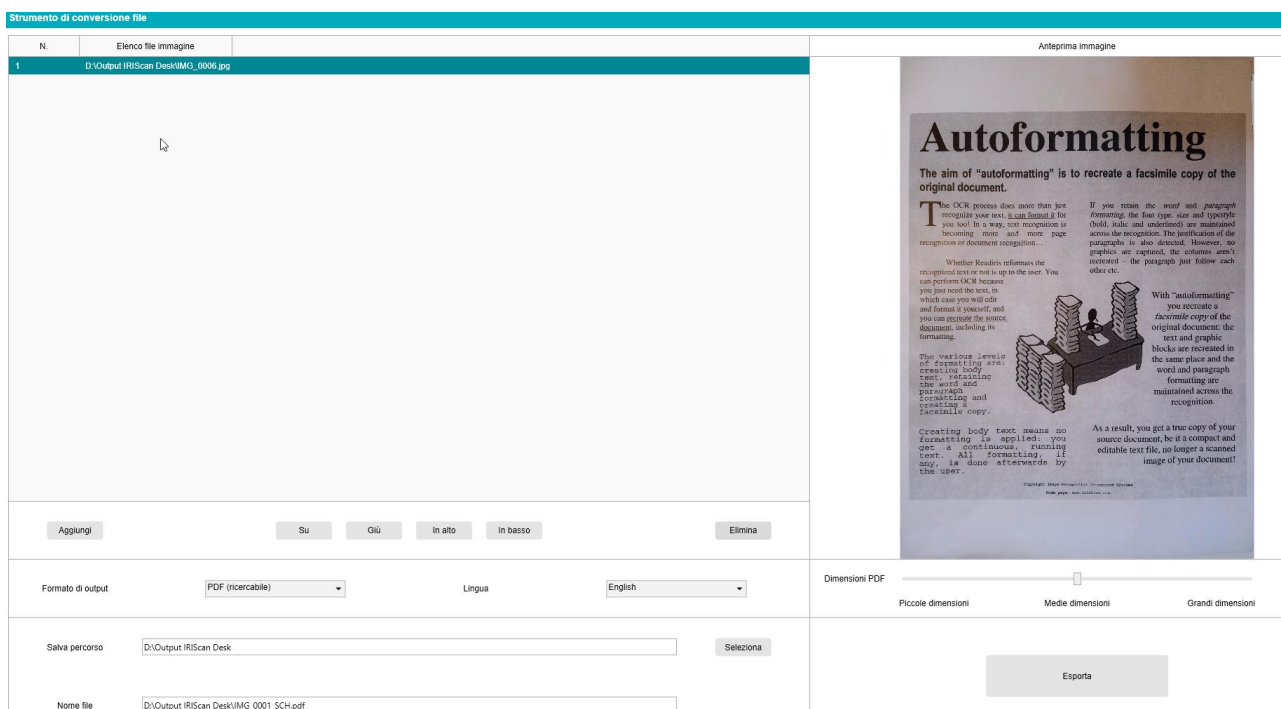 Strumento di conversione file
N. Elenco file immagine
1 D:\Output IRIScan Desk\IMG_0006.jpg
Anteprima immagine
Autoformatting
The aim of “autoformatting” is to recreate a facsimile copy of the
original document.
The OCR process does more than just
recognize your text, it can format it for
you too! In a way, text recognition is
becoming more and more page
recognition or document recognition…
Whether Readiris reformats the
recognized text or not is up to the user. You
can perform OCR because
you just need the text, in
which case you will edit
and format it yourself, and
you can recreate the source
document, including its
formatting.
The various levels
of formatting are:
creating body
text, retaining
the word and
paragraph
formatting and
creating a
facsimile copy.
Creating body text means no
formatting is applied: you
get a continuous, running
text. All formatting, if
any, is done afterwards by
the user.
If you retain the word and paragraph
formatting, the font type, size and typestyle
(bold, italic and underlined) are maintained
across the recognition. The justification of the
paragraphs is also detected. However, no
graphics are captured, the columns aren't
recreated - the paragraph just follow each
other etc.
With “autoformatting”
you recreate a
facsimile copy of the
original document: the
text and graphic
blocks are recreated in
the same place and the
word and paragraph
formatting are
maintained across the
recognition.
As a result, you get a true copy of your
source document, be it a compact and
editable text file, no longer a scanned
image of your document!
Copyright Image Recognition Integrated Systems
Home page:
Aggiungi Su Giù In alto In basso Elimina
Formato di output PDF (ricercabile) Lingua English
Dimensioni PDF
Piccole dimensioni Medie dimensioni Grandi dimensioni
Salva percorso D:\Output IRIScan Desk Seleziona
Esporta
Nome file D:\Output IRIScan Desk\IMG_0001_SCH.pdf